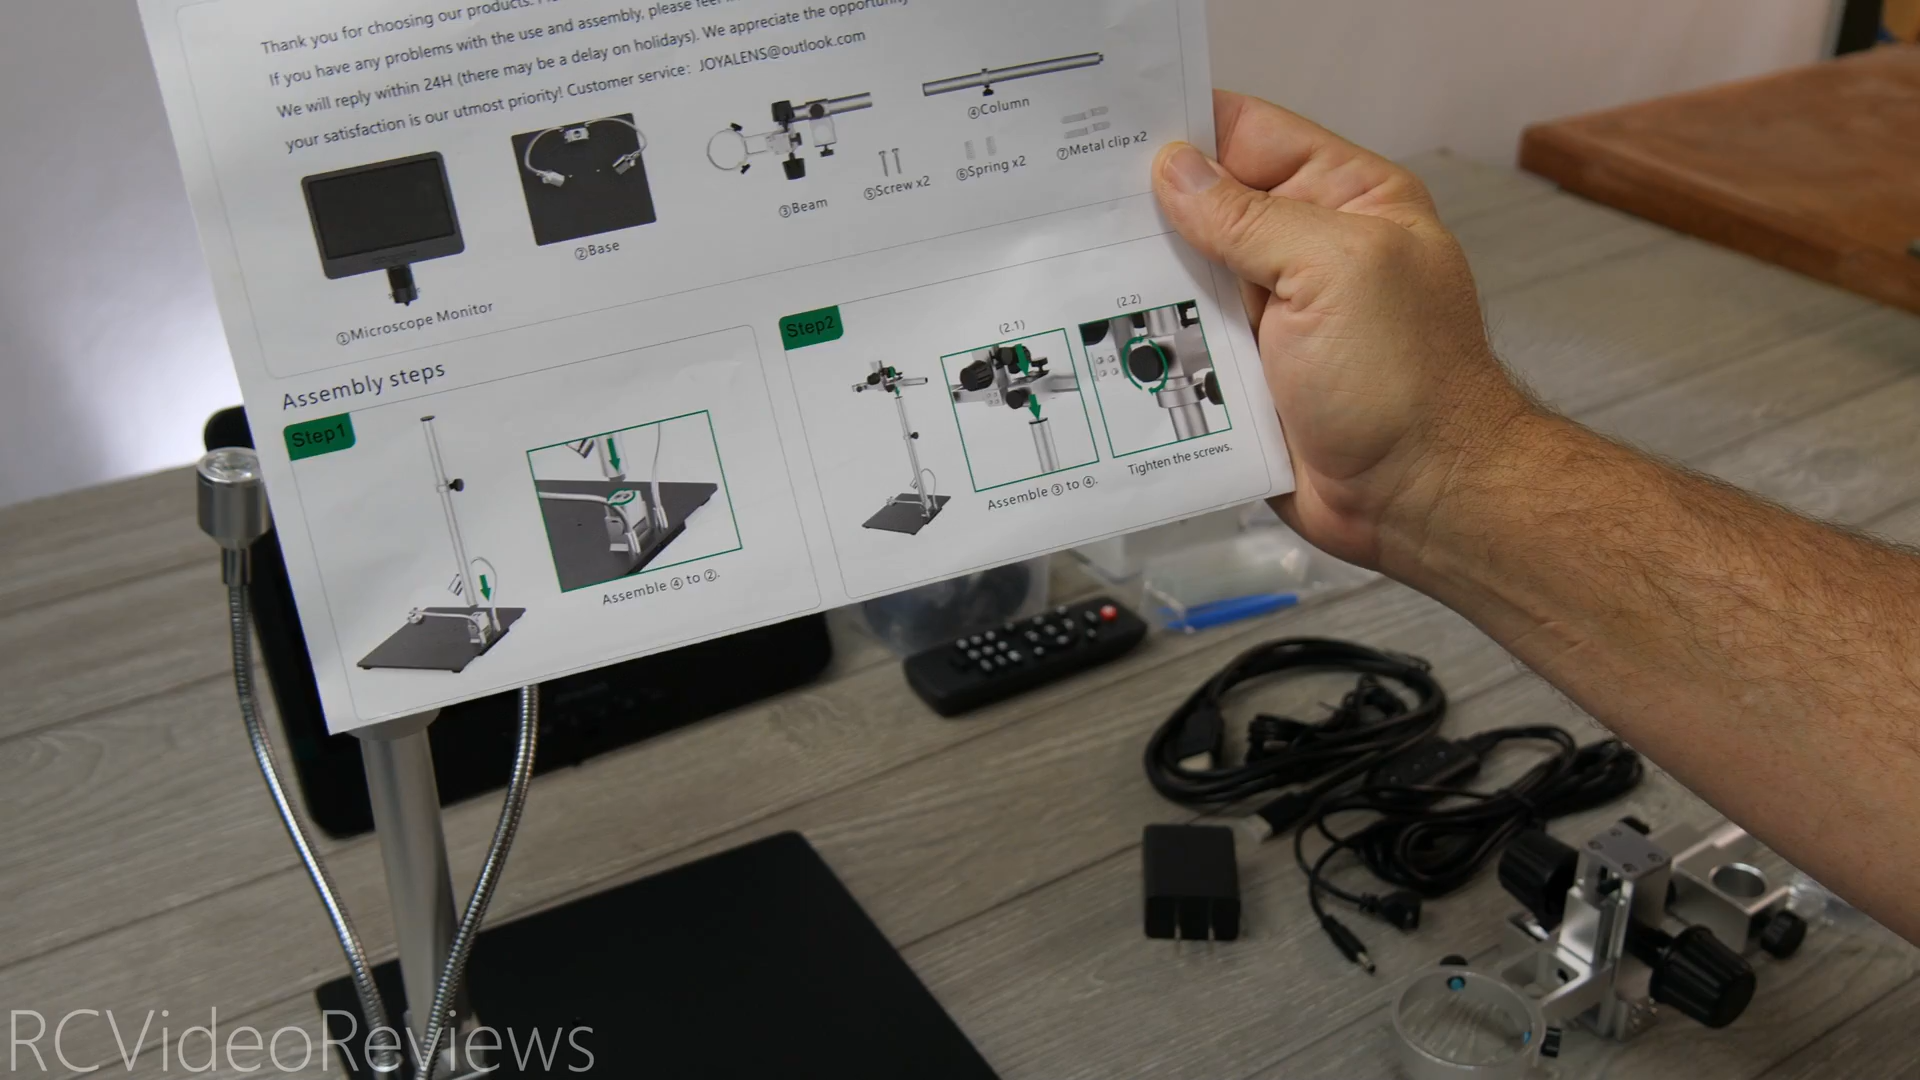 Thank you for choosing our products.
If you have any problems with the use and assembly, please feel
We will reply within 24H (there may be a delay on holidays). We appreciate the opportunity
your satisfaction is our utmost priority! Customer service: JOYALENS@outlook.com
④Column
⑤Screw x2
⑥Spring x2
⑦Metal clip x2
③Beam
②Base
①Microscope Monitor
Assembly steps
Step1
Assemble ④ to ②.
Step2
(2.1)
(2.2)
Assemble ③ to ④.
Tighten the screws.
RCVideoReviews